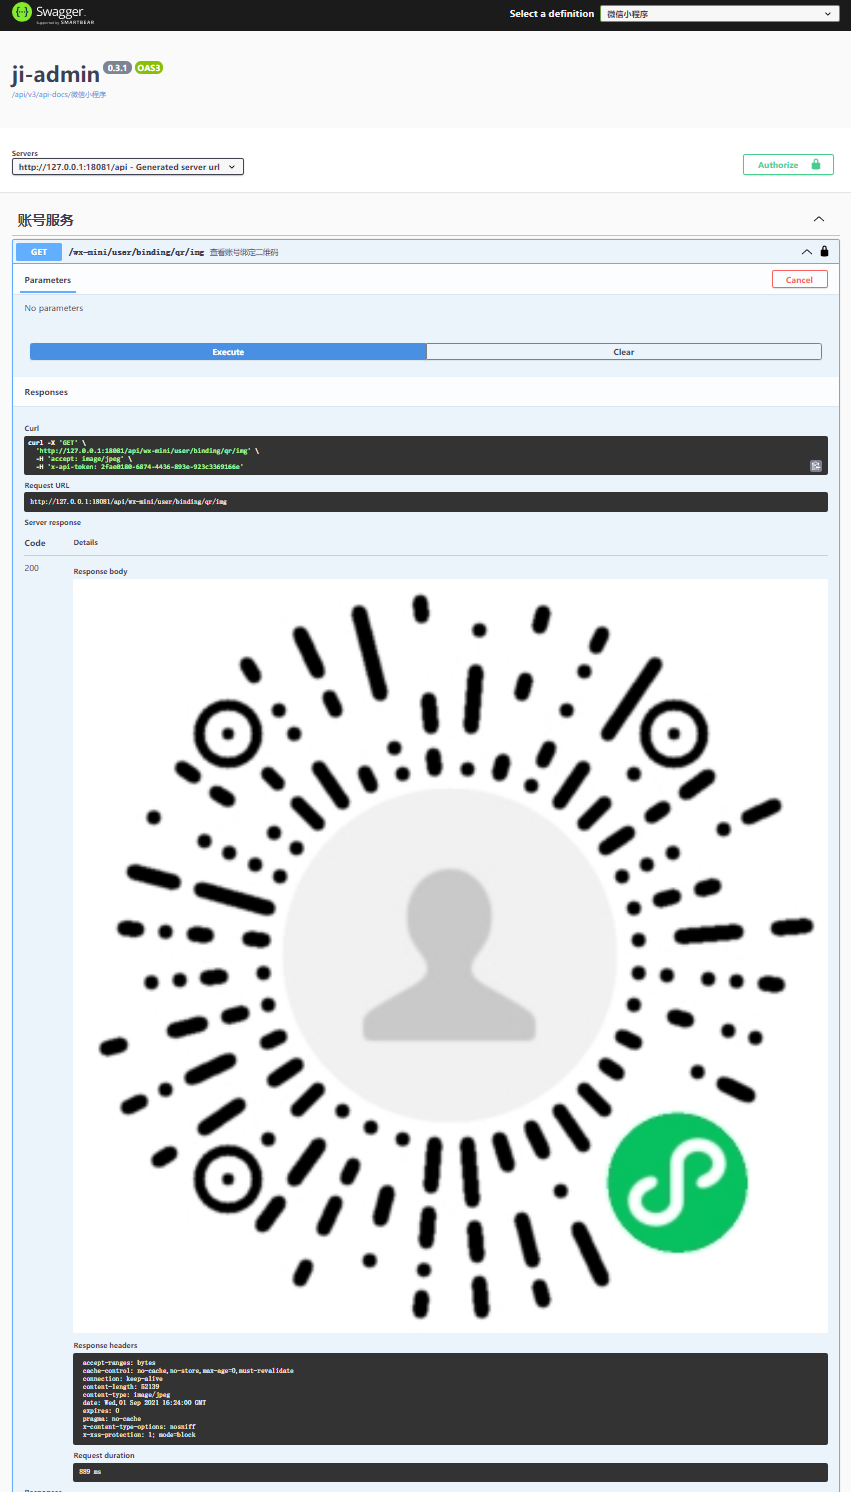 Swagger.
Supported by SMARTBEAR
Select a definition
微信小程序
ji-admin 0.3.1 OAS3
/api/v3/api-docs/微信小程序
Servers
http://127.0.0.1:18081/api - Generated server url
Authorize
账号服务
GET /wx-mini/user/binding/qr/img 查看账号绑定二维码
Parameters
Cancel
No parameters
Execute
Clear
Responses
Curl
curl -X 'GET' \
'http://127.0.0.1:18081/api/wx-mini/user/binding/qr/img' \
-H 'accept: image/jpeg' \
-H 'x-api-token: 2fae0180-6874-4436-893e-923c3369166e'
Request URL
http://127.0.0.1:18081/api/wx-mini/user/binding/qr/img
Server response
Code Details
200
Response body
Response headers
accept-ranges: bytes
cache-control: no-cache,no-store,max-age=0,must-revalidate
connection: keep-alive
content-length: 52139
content-type: image/jpeg
date: Wed,01 Sep 2021 16:24:00 GMT
expires: 0
pragma: no-cache
x-content-type-options: nosniff
x-xss-protection: 1; mode=block
Request duration
889 ms